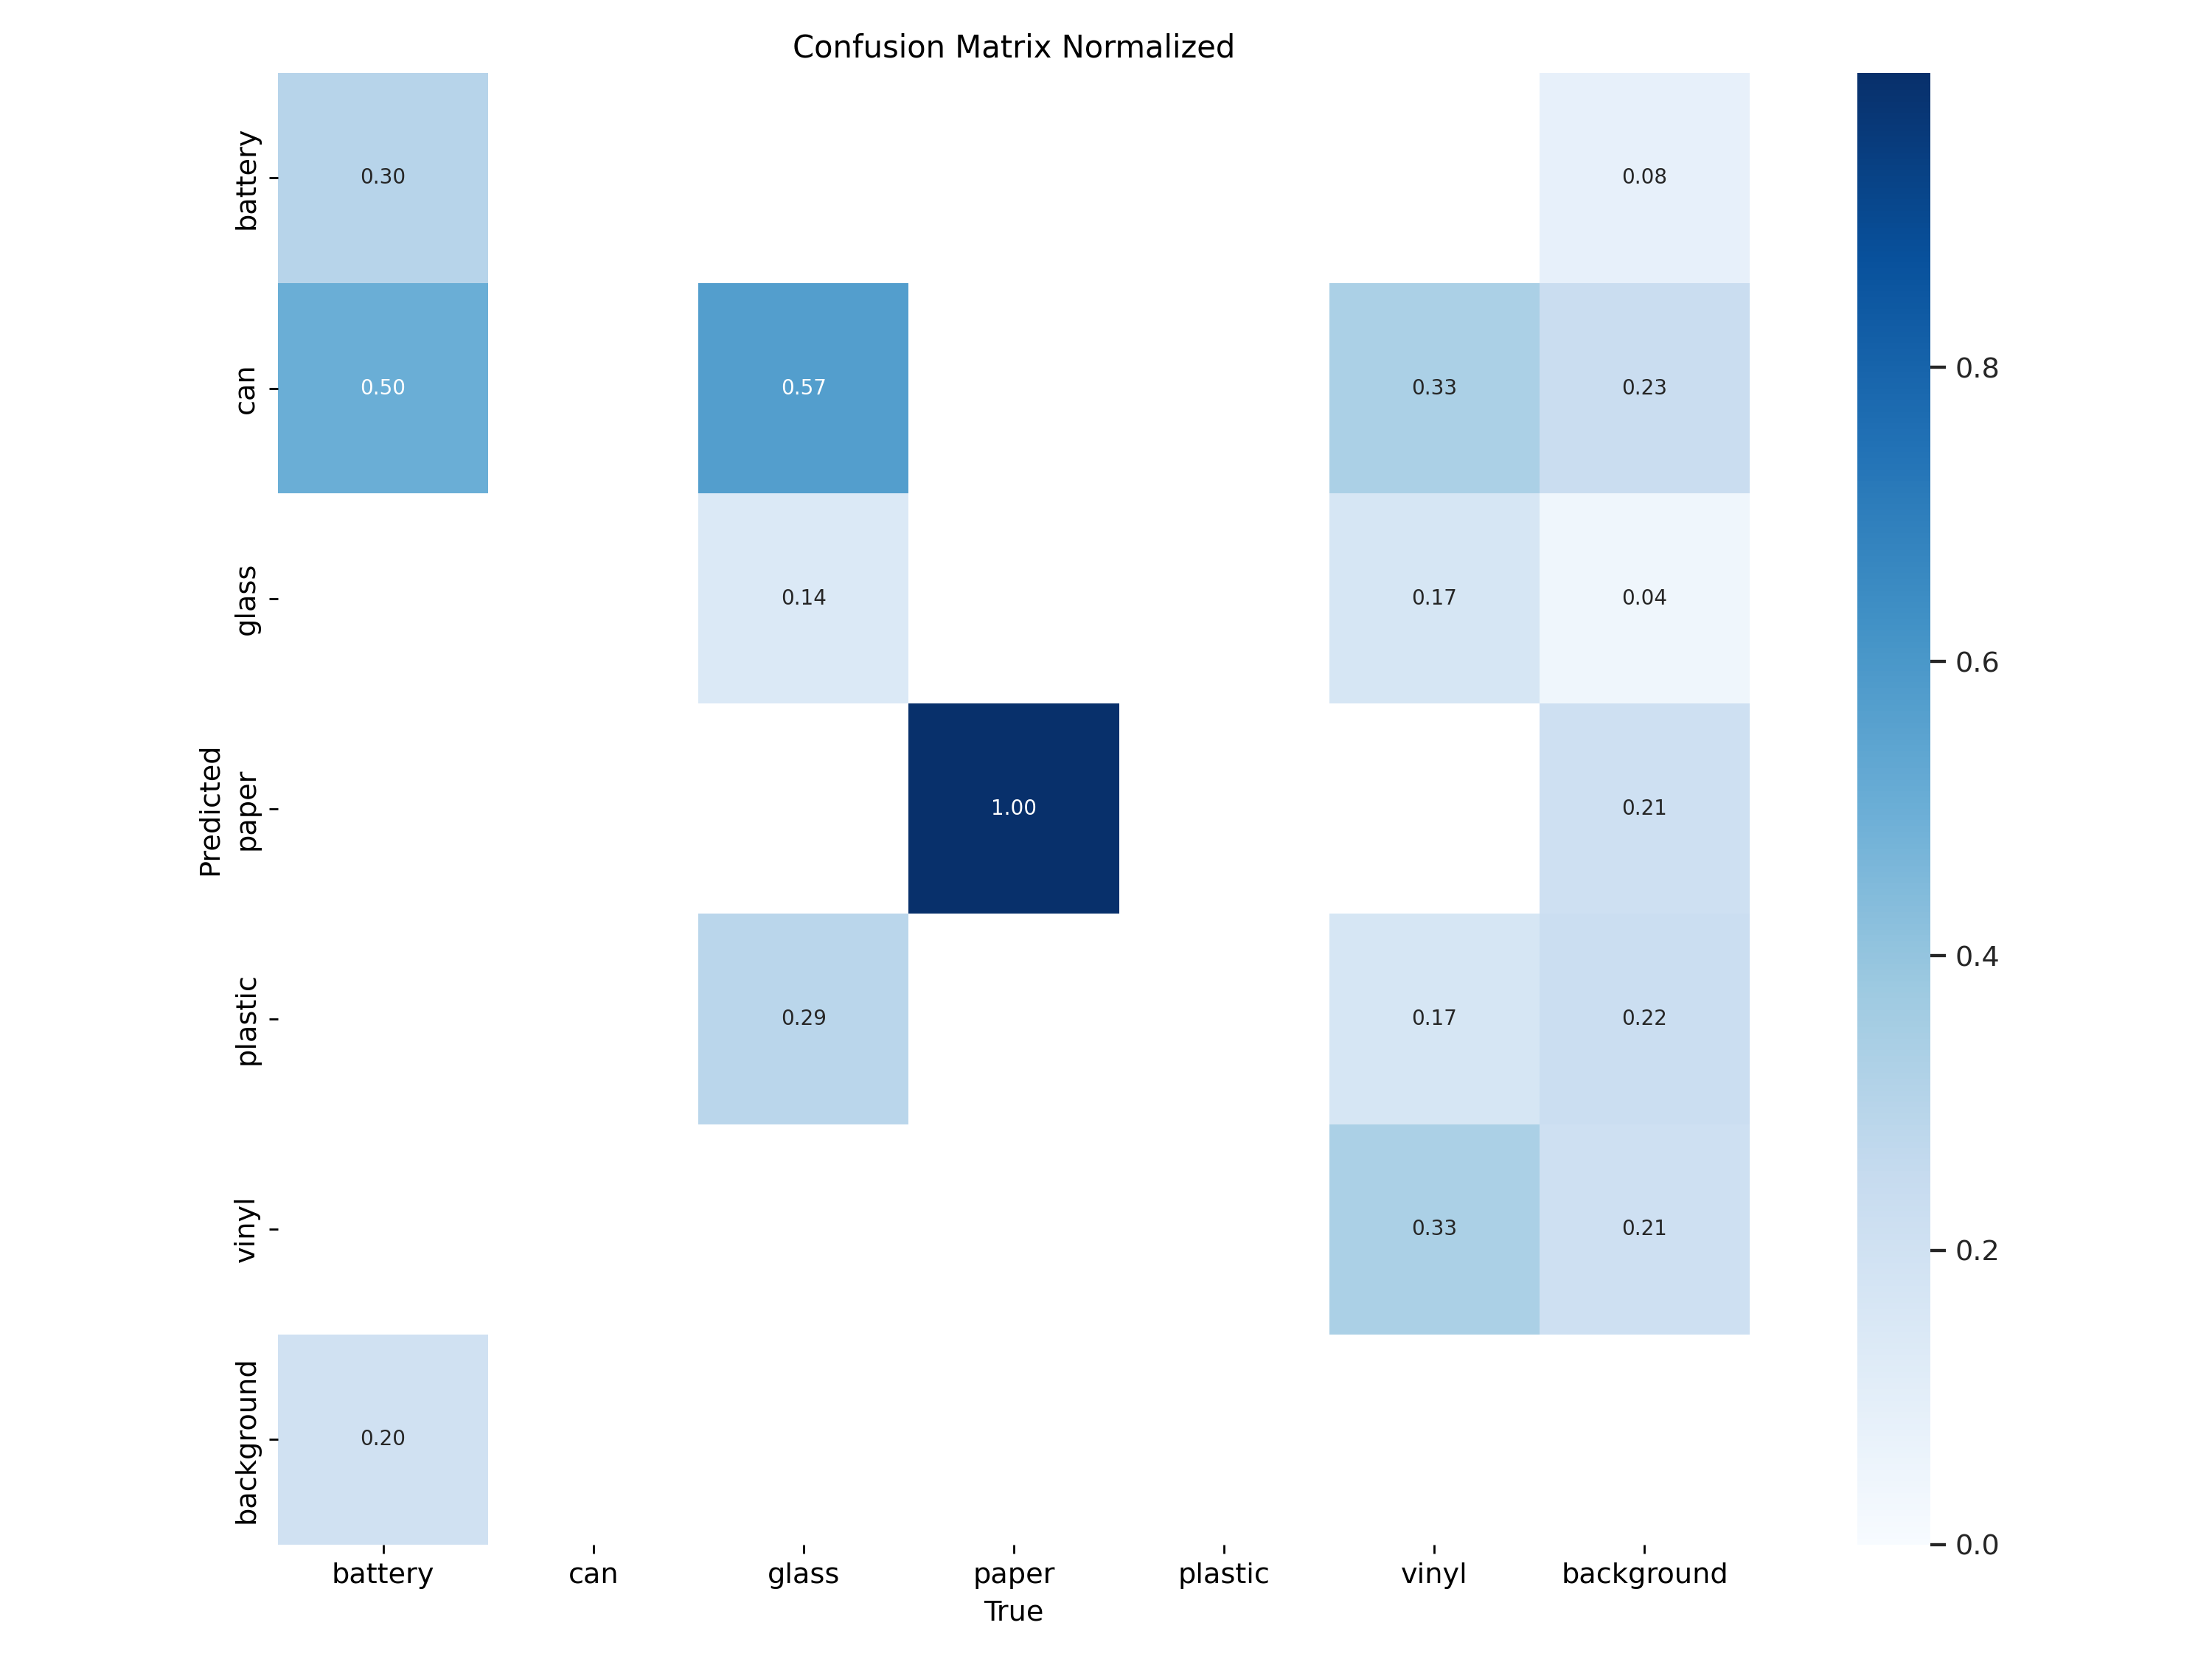 Confusion Matrix Normalized
battery
0.30
0.08
can
0.50
0.57
0.33
0.23
0.8
glass
0.14
0.17
0.04
0.6
Predicted
paper
1.00
0.21
plastic
0.29
0.17
0.22
0.4
vinyl
0.33
0.21
0.2
background
0.20
0.0
battery can glass paper plastic vinyl background
True